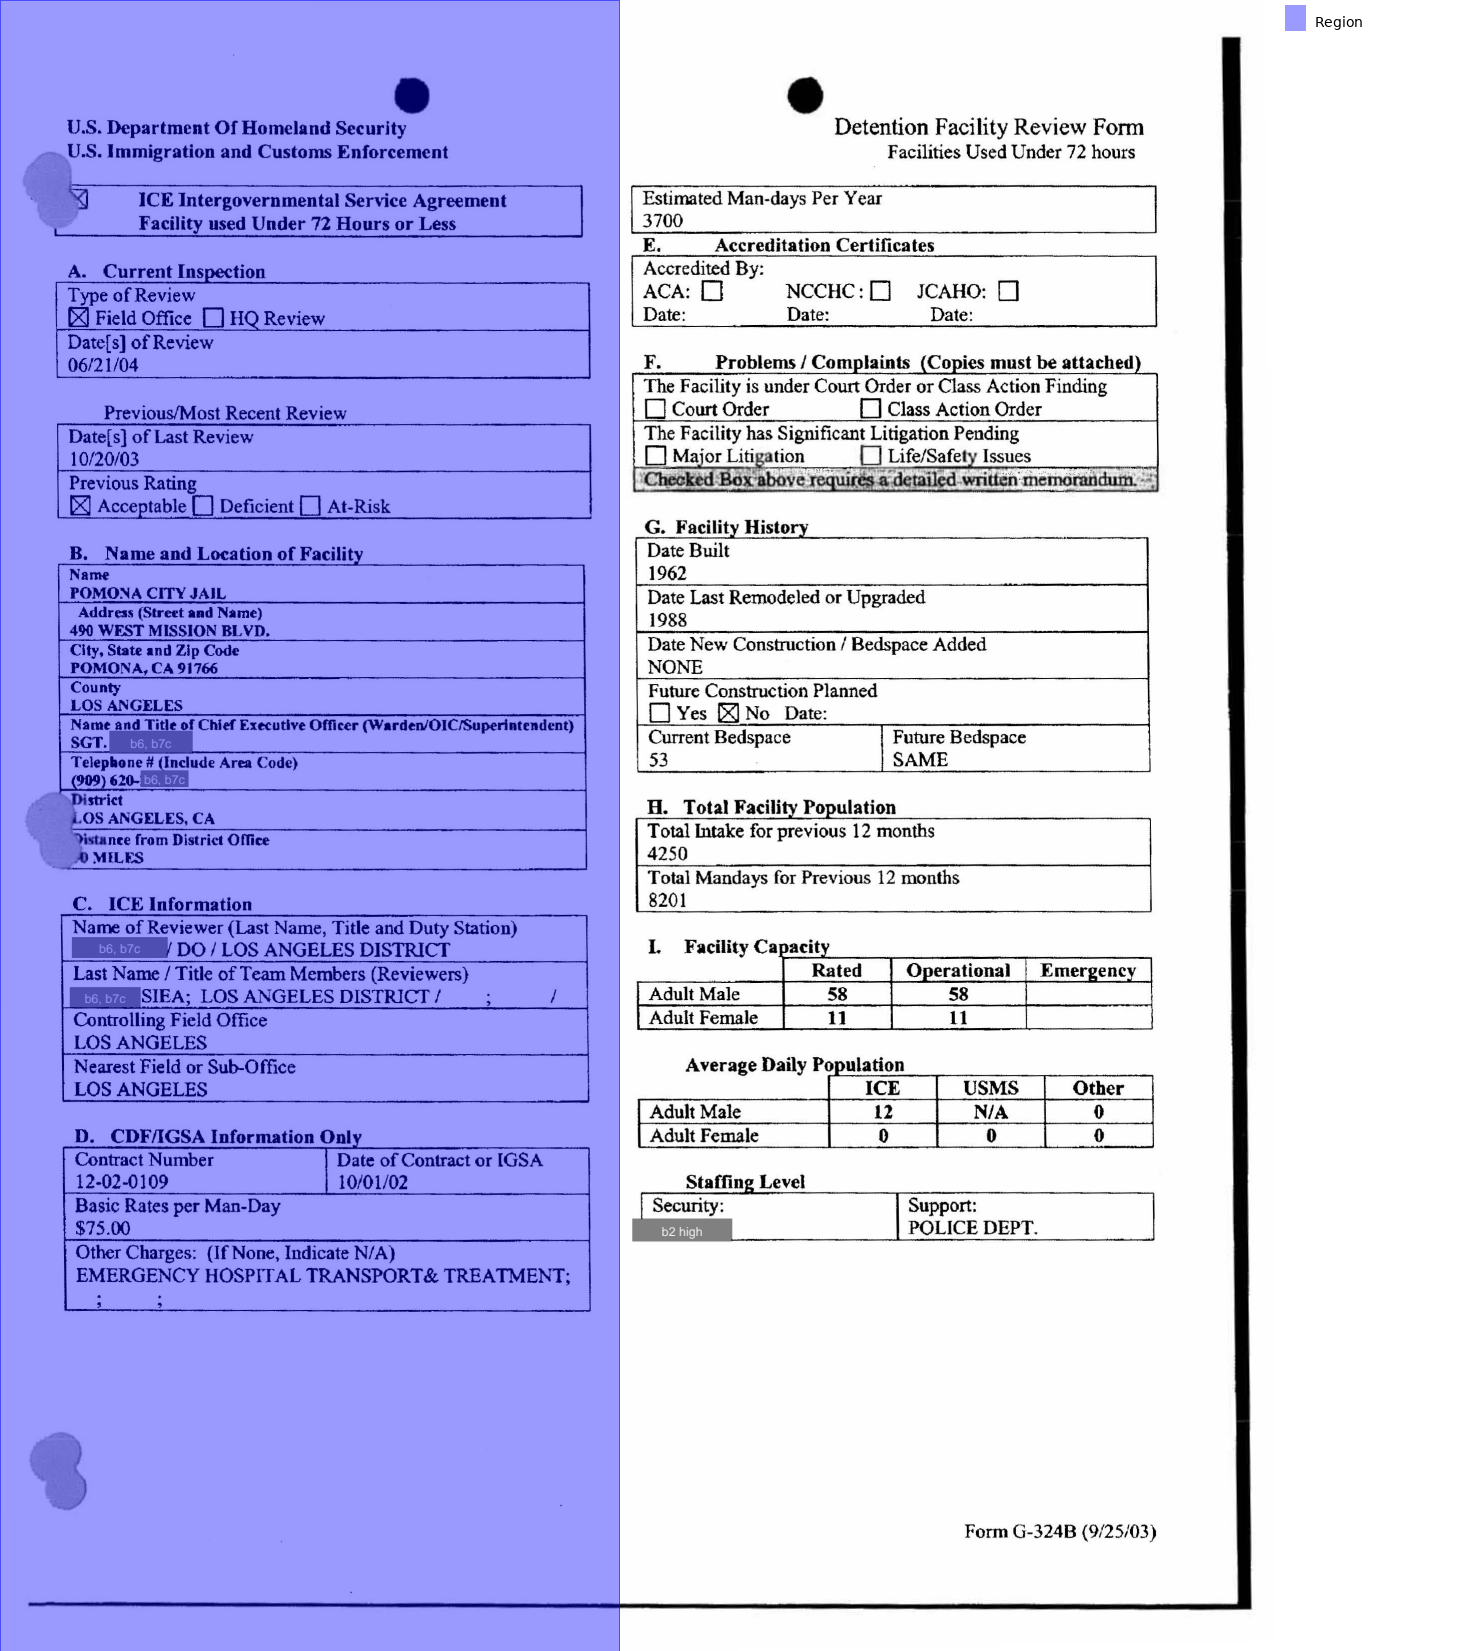 Region
U.S. Department Of Homeland Security
U.S. Immigration and Customs Enforcement
ICE Intergovernmental Service Agreement
Facility used Under 72 Hours or Less
A. Current Inspection
Type of Review
Field Office HQ Review
Date[s] of Review
06/21/04
Previous/Most Recent Review
Date[s] of Last Review
10/20/03
Previous Rating
Acceptable Deficient At-Risk
B. Name and Location of Facility
Name
POMONA CITY JAIL
Address (Street and Name)
490 WEST MISSION BLVD.
City, State and Zip Code
POMONA, CA 91766
County
LOS ANGELES
Name and Title of Chief Executive Officer (Warden/OIC/Superintendent)
SGT. b6, b7c
Telephone # (Include Area Code)
(909) 620- b6, b7c
District
LOS ANGELES, CA
Distance from District Office
MILES
C. ICE Information
Name of Reviewer (Last Name, Title and Duty Station)
b6, b7c / DO / LOS ANGELES DISTRICT
Last Name / Title of Team Members (Reviewers)
b6, b7c SIEA; LOS ANGELES DISTRICT / ; /
Controlling Field Office
LOS ANGELES
Nearest Field or Sub-Office
LOS ANGELES
D. CDF/IGSA Information Only
Contract Number Date of Contract or IGSA
12-02-0109 10/01/02
Basic Rates per Man-Day
$75.00
Other Charges: (If None, Indicate N/A)
EMERGENCY HOSPITAL TRANSPORT& TREATMENT;
; ;
Detention Facility Review Form
Facilities Used Under 72 hours
Estimated Man-days Per Year
3700
E. Accreditation Certificates
Accredited By:
ACA: NCCHC : JCAHO:
Date: Date: Date:
F. Problems / Complaints (Copies must be attached)
The Facility is under Court Order or Class Action Finding
Court Order Class Action Order
The Facility has Significant Litigation Pending
Major Litigation Life/Safety Issues
Checked Box above requires a detailed written memorandum.
G. Facility History
Date Built
1962
Date Last Remodeled or Upgraded
1988
Date New Construction / Bedspace Added
NONE
Future Construction Planned
Yes No Date:
Current Bedspace Future Bedspace
53 SAME
H. Total Facility Population
Total Intake for previous 12 months
4250
Total Mandays for Previous 12 months
8201
I. Facility Capacity
Rated Operational Emergency
Adult Male 58 58
Adult Female 11 11
Average Daily Population
ICE USMS Other
Adult Male 12 N/A 0
Adult Female 0 0 0
Staffing Level
Security: Support:
b2 high POLICE DEPT.
Form G-324B (9/25/03)